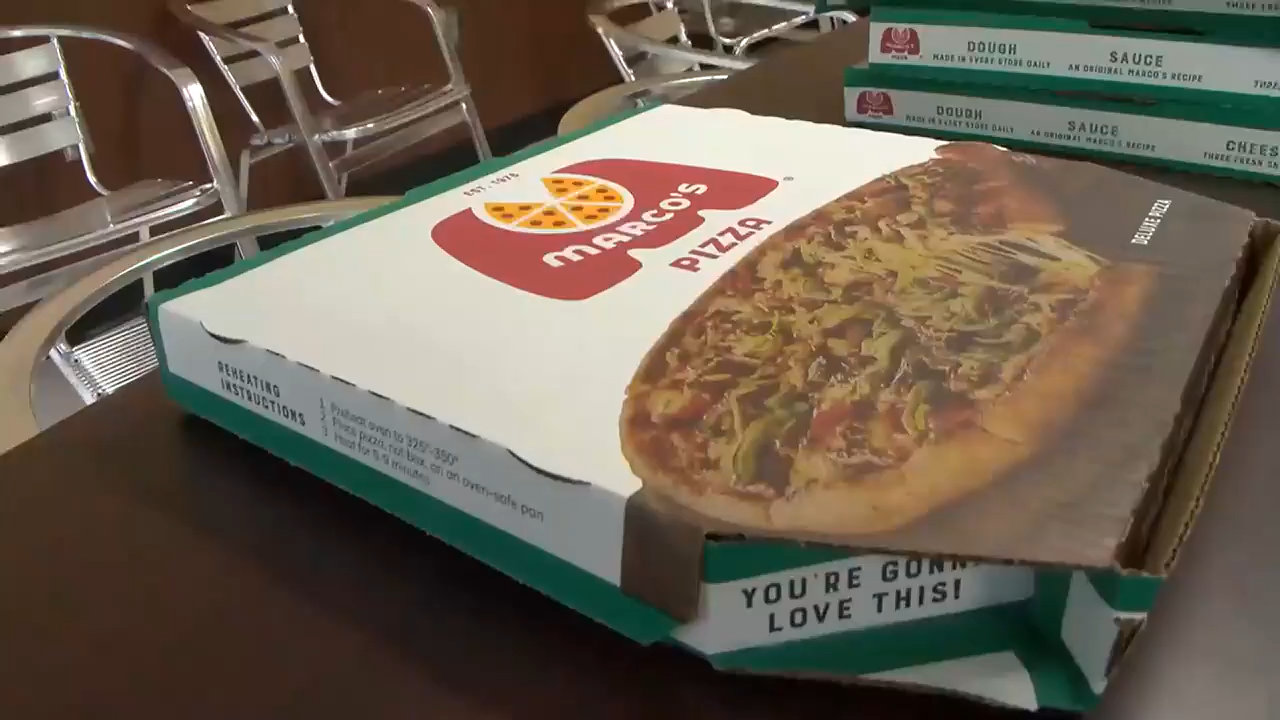 DOUGH
MADE IN EVERY STORE DAILY
SAUCE
AN ORIGINAL MARCO'S RECIPE
DOUGH
MADE IN EVERY STORE DAILY
SAUCE
AN ORIGINAL MARCO'S RECIPE
CHEES
THREE FRESH
EST. 1978
MARCO'S
PIZZA
DELUXE PIZZA
REHEATING
INSTRUCTIONS
1. Preheat oven to 325°-350°
2. Place pizza, not box, on an oven-safe pan
3. Heat for
minutes
YOU'RE GONN
LOVE THIS!